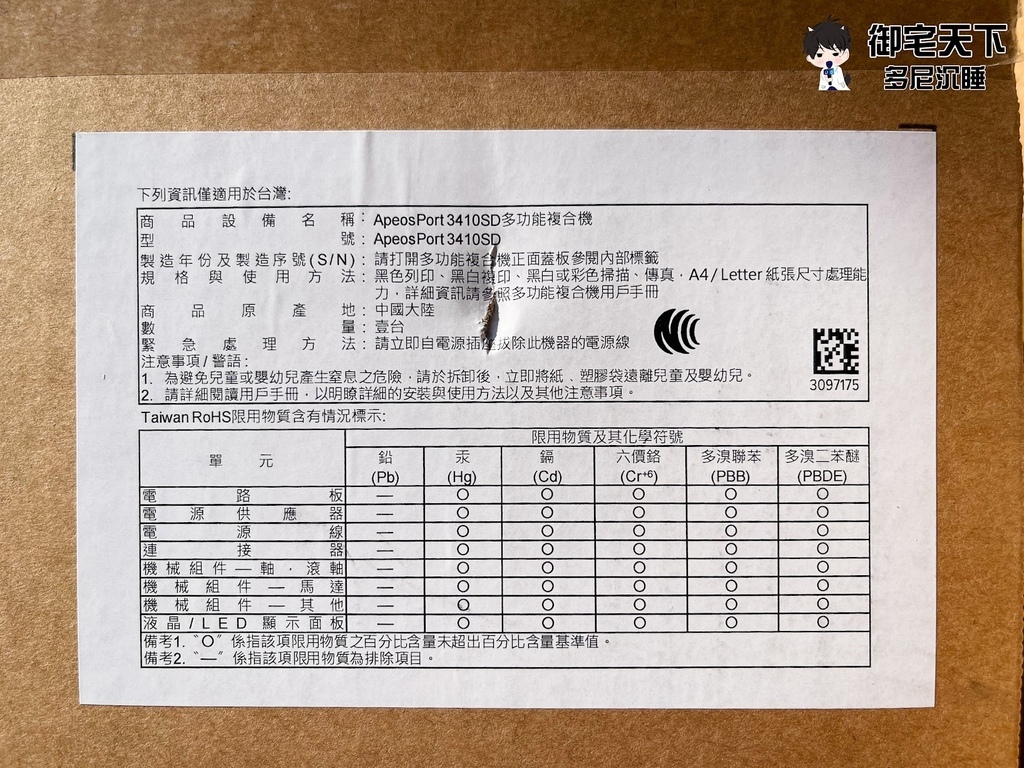 御宅天下
多尼沉睡
下列資訊僅適用於台灣:
商品設備名稱: ApeosPort 3410SD多功能複合機
型號: ApeosPort 3410SD
製造年份及製造序號(S/N): 請打開多功能複合機正面蓋板參閱內部標籤
規格與使用方法: 黑色列印、黑白複印、黑白或彩色掃描、傳真, A4 / Letter 紙張尺寸處理能
力, 詳細資訊請參照多功能複合機用戶手冊
商品原產地: 中國大陸
數量: 壹台
緊急處理方法: 請立即自電源插座拔除此機器的電源線
注意事項 / 警語:
1. 為避免兒童或嬰幼兒產生窒息之危險, 請於拆卸後, 立即將紙、塑膠袋遠離兒童及嬰幼兒。
2. 請詳細閱讀用戶手冊, 以明瞭詳細的安裝與使用方法以及其他注意事項。
3097175
Taiwan RoHS限用物質含有情況標示:
單元 限用物質及其化學符號
鉛 汞 鎘 六價鉻 多溴聯苯 多溴二苯醚
(Pb) (Hg) (Cd) (Cr+6) (PBB) (PBDE)
電路板 — O O O O O
電源供應器 — O O O O O
電源線 — O O O O O
連接器 — O O O O O
機械組件 — 軸．滾軸 — O O O O O
機械組件 — 馬達 — O O O O O
機械組件 — 其他 — O O O O O
液晶/LED 顯示面板 — O O O O O
備考1. 〝O〞係指該項限用物質之百分比含量未超出百分比含量基準值。
備考2. 〝—〞係指該項限用物質為排除項目。